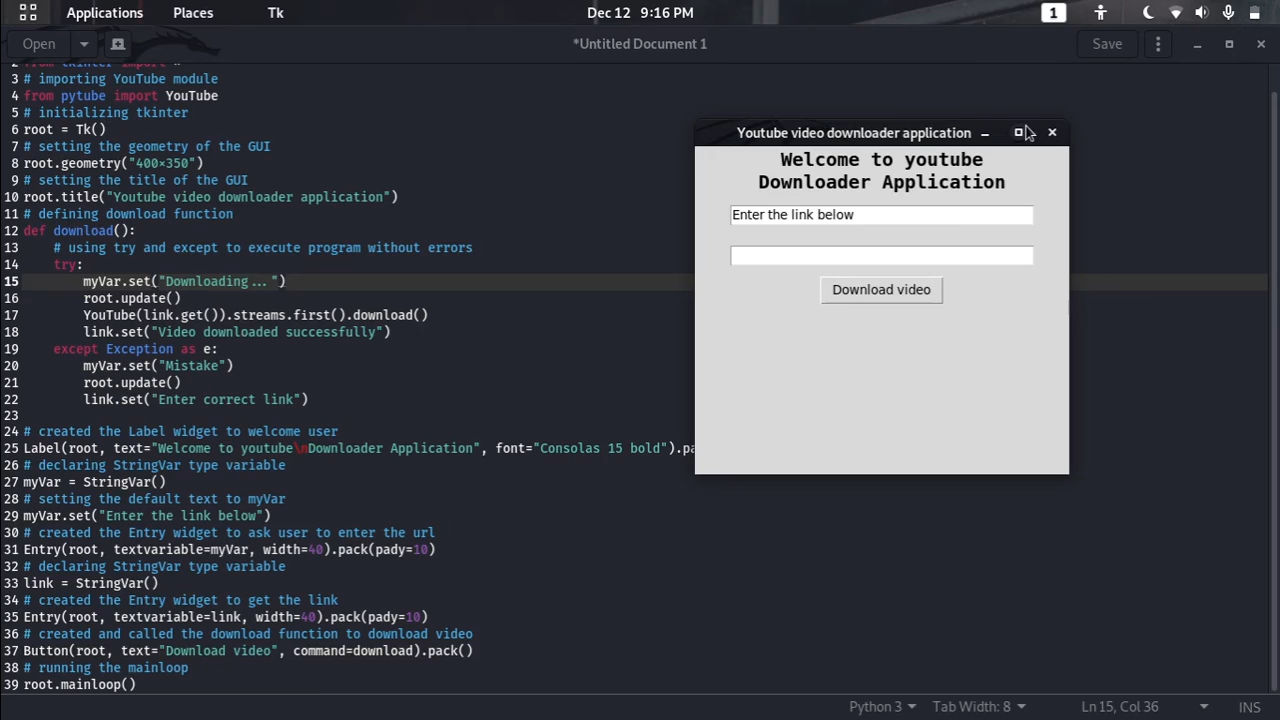 Applications Places Tk Dec 12 9:16 PM 1
Open *Untitled Document 1 Save
2 from tkinter import *
3 # importing YouTube module
4 from pytube import YouTube
5 # initializing tkinter
6 root = Tk()
7 # setting the geometry of the GUI
8 root.geometry("400×350")
9 # setting the title of the GUI
10 root.title("Youtube video downloader application")
11 # defining download function
12 def download():
13 # using try and except to execute program without errors
14 try:
15 myVar.set("Downloading...")
16 root.update()
17 YouTube(link.get()).streams.first().download()
18 link.set("Video downloaded successfully")
19 except Exception as e:
20 myVar.set("Mistake")
21 root.update()
22 link.set("Enter correct link")
23
24 # created the Label widget to welcome user
25 Label(root, text="Welcome to youtube\nDownloader Application", font="Consolas 15 bold").pa
26 # declaring StringVar type variable
27 myVar = StringVar()
28 # setting the default text to myVar
29 myVar.set("Enter the link below")
30 # created the Entry widget to ask user to enter the url
31 Entry(root, textvariable=myVar, width=40).pack(pady=10)
32 # declaring StringVar type variable
33 link = StringVar()
34 # created the Entry widget to get the link
35 Entry(root, textvariable=link, width=40).pack(pady=10)
36 # created and called the download function to download video
37 Button(root, text="Download video", command=download).pack()
38 # running the mainloop
39 root.mainloop()
Youtube video downloader application
Welcome to youtube
Downloader Application
Enter the link below
Download video
Python 3 Tab Width: 8 Ln 15, Col 36 INS